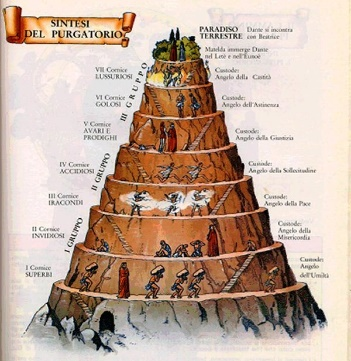 SINTESI
DEL PURGATORIO
PARADISO
TERRESTRE
Dante si incontra
con Beatrice
Matelda immerge Dante
nel Letè e nell'Eunoè
VII Cornice
LUSSURIOSI
Custode:
Angelo della Castità
III GRUPPO
VI Cornice
GOLOSI
Custode:
Angelo dell'Astinenza
V Cornice
AVARI E
PRODIGHI
Custode:
Angelo della Giustizia
II GRUPPO
IV Cornice
ACCIDIOSI
Custode:
Angelo della Sollecitudine
III Cornice
IRACONDI
Custode:
Angelo della Pace
I GRUPPO
II Cornice
INVIDIOSI
Custode:
Angelo della
Misericordia
I Cornice
SUPERBI
Custode:
Angelo
dell'Umiltà